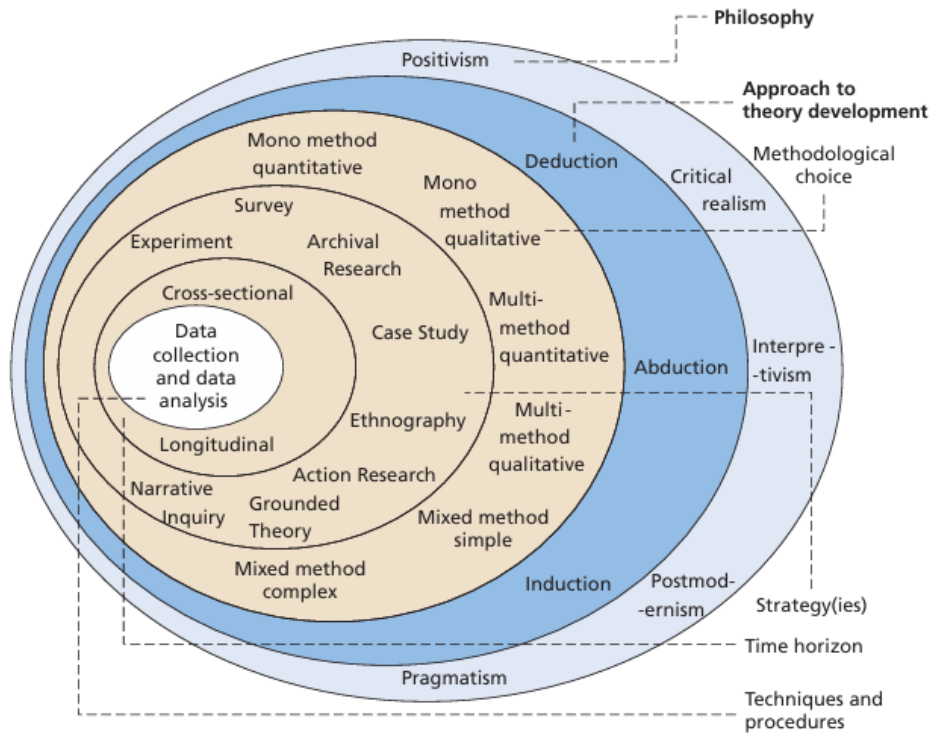 Philosophy
Positivism
Approach to
theory development
Mono method
quantitative
Deduction
Methodological
choice
Critical
realism
Mono
method
qualitative
Survey
Experiment
Archival
Research
Cross-sectional
Multi-
method
quantitative
Data
collection
and data
analysis
Case Study
Interpre-
-tivism
Abduction
Ethnography
Multi-
method
qualitative
Longitudinal
Action Research
Narrative
Inquiry
Grounded
Theory
Mixed method
simple
Mixed method
complex
Induction
Postmod-
-ernism
Strategy(ies)
Time horizon
Pragmatism
Techniques and
procedures